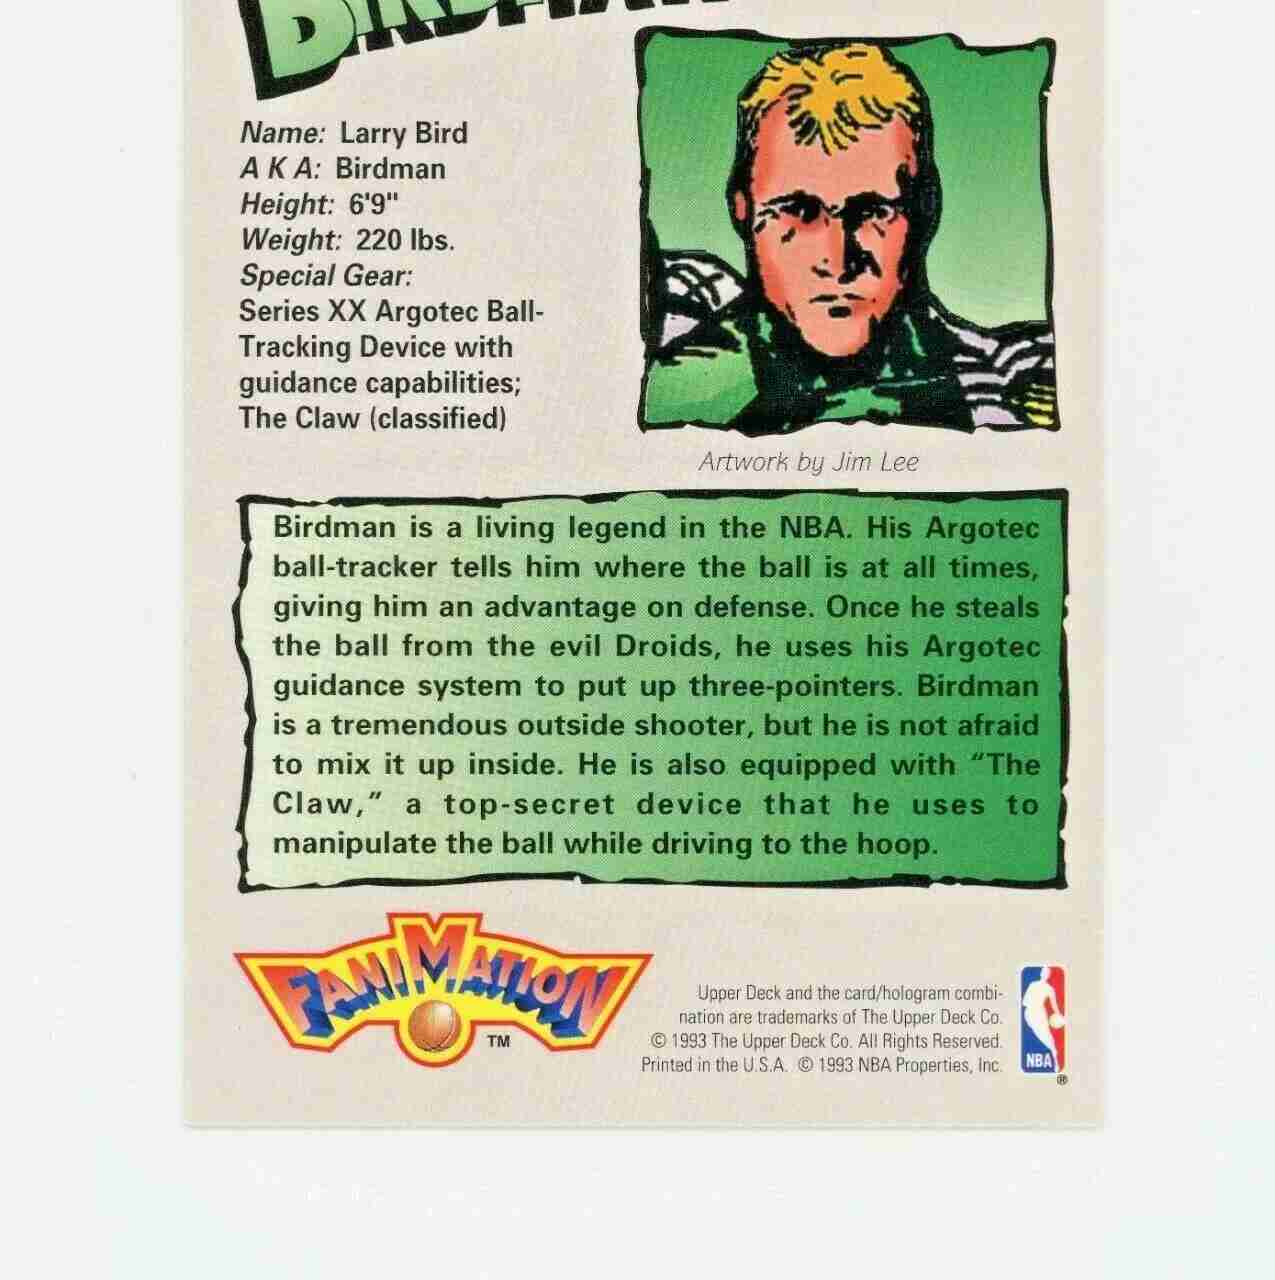 BIRDMAN
Name: Larry Bird
A K A: Birdman
Height: 6'9"
Weight: 220 lbs.
Special Gear:
Series XX Argotec Ball-
Tracking Device with
guidance capabilities;
The Claw (classified)
Artwork by Jim Lee
Birdman is a living legend in the NBA. His Argotec
ball-tracker tells him where the ball is at all times,
giving him an advantage on defense. Once he steals
the ball from the evil Droids, he uses his Argotec
guidance system to put up three-pointers. Birdman
is a tremendous outside shooter, but he is not afraid
to mix it up inside. He is also equipped with “The
Claw,” a top-secret device that he uses to
manipulate the ball while driving to the hoop.
FANIMATION
TM
Upper Deck and the card/hologram combi-
nation are trademarks of The Upper Deck Co.
© 1993 The Upper Deck Co. All Rights Reserved.
Printed in the U.S.A. © 1993 NBA Properties, Inc.
NBA
®